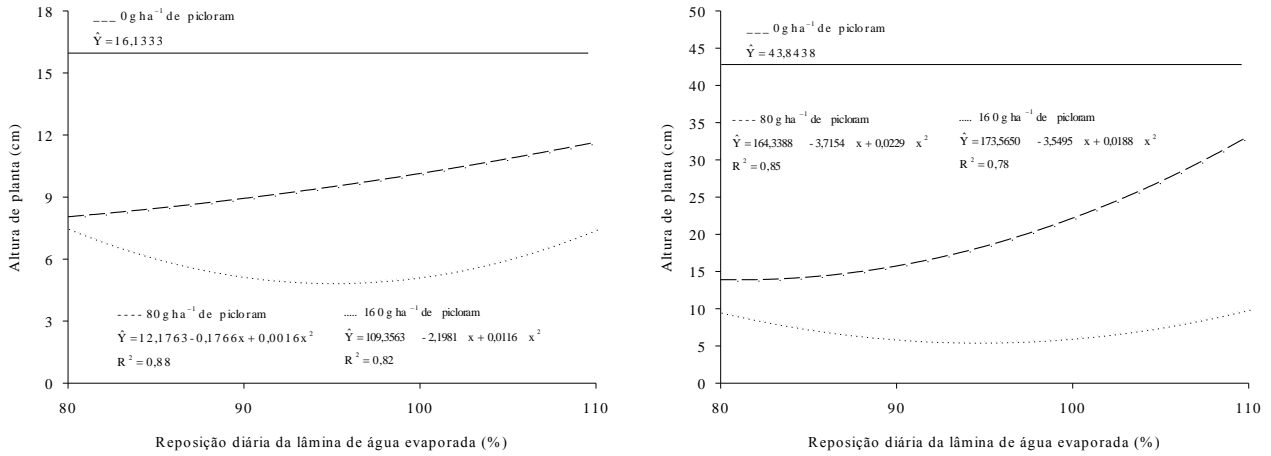 18
15
12
9
6
3
0
Altura de planta (cm)
___ 0 g ha⁻¹ de picloram
Ŷ = 16,1333
---- 80 g ha⁻¹ de picloram
Ŷ = 12,1763 - 0,1766x + 0,0016x²
R² = 0,88
..... 160 g ha⁻¹ de picloram
Ŷ = 109,3563 - 2,1981 x + 0,0116 x²
R² = 0,82
80 90 100 110
Reposição diária da lâmina de água evaporada (%)
50
45
40
35
30
25
20
15
10
5
0
Altura de planta (cm)
___ 0 g ha⁻¹ de picloram
Ŷ = 43,8438
---- 80 g ha⁻¹ de picloram
Ŷ = 164,3388 - 3,7154 x + 0,0229 x²
R² = 0,85
..... 160 g ha⁻¹ de picloram
Ŷ = 173,5650 - 3,5495 x + 0,0188 x²
R² = 0,78
80 90 100 110
Reposição diária da lâmina de água evaporada (%)